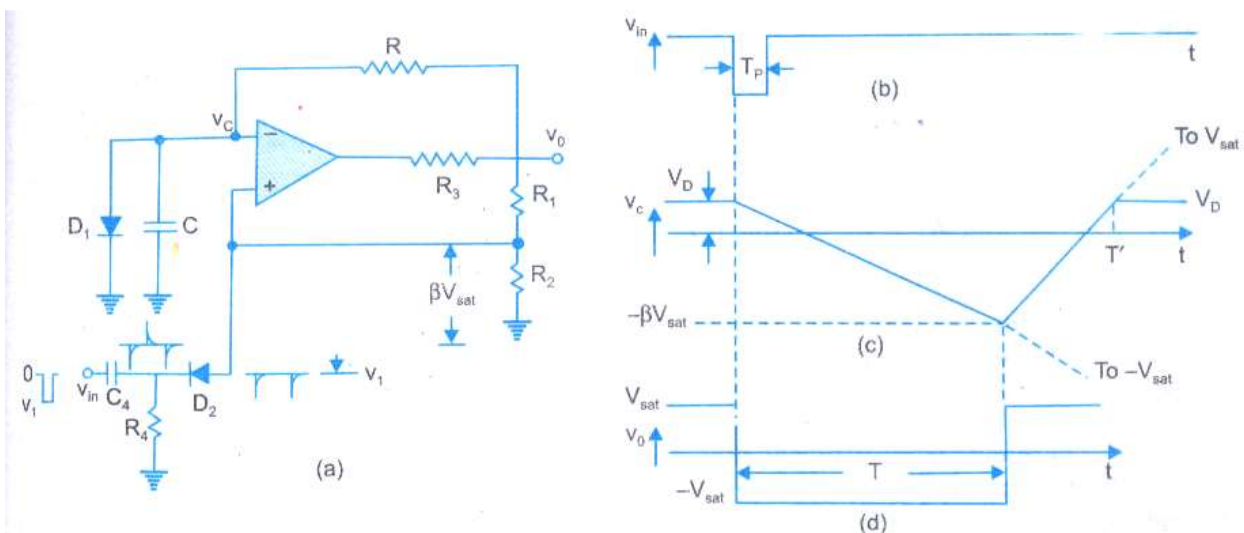 R
v_C
−
+
v_0
R_3
D_1
C
R_1
βV_sat
R_2
0
v_1
v_in
C_4
D_2
v_1
R_4
(a)
v_in
T_P
t
(b)
To V_sat
V_D
v_c
V_D
T′
t
−βV_sat
(c)
To −V_sat
V_sat
v_0
T
t
−V_sat
(d)